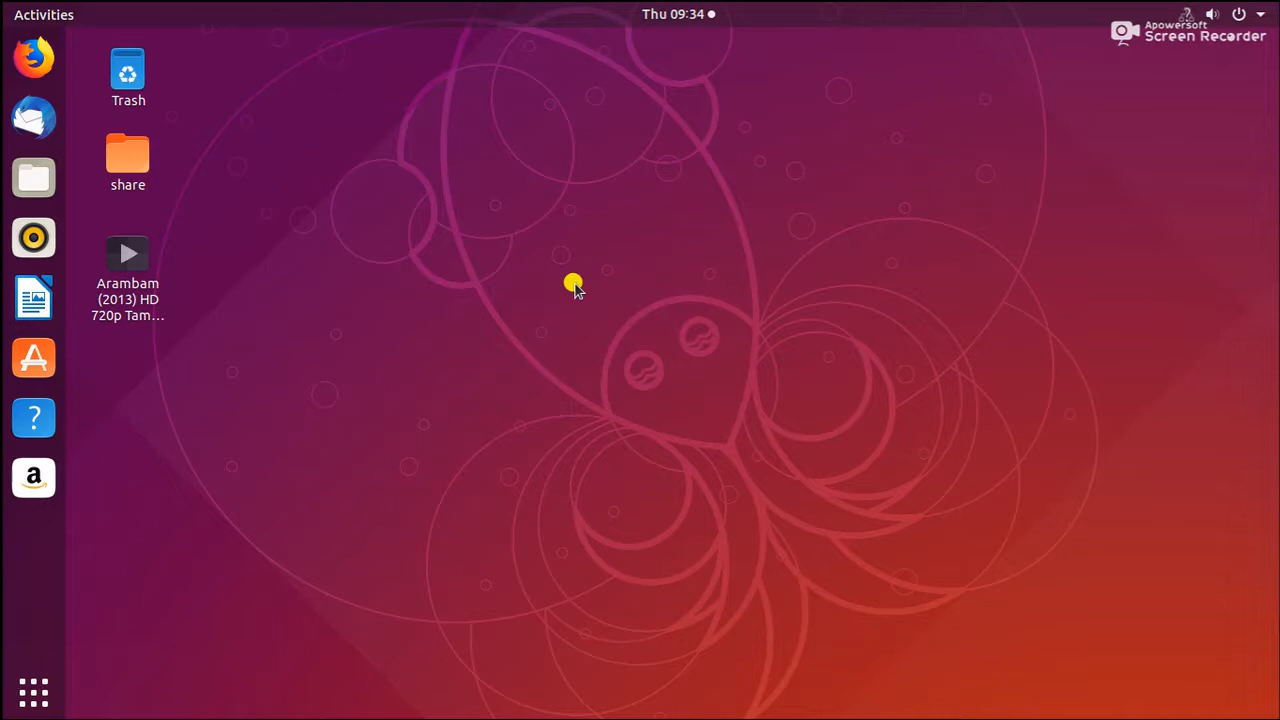 Activities
Thu 09:34
Apowersoft
Screen Recorder
Trash
share
Arambam
(2013) HD
720p Tam...
?
a